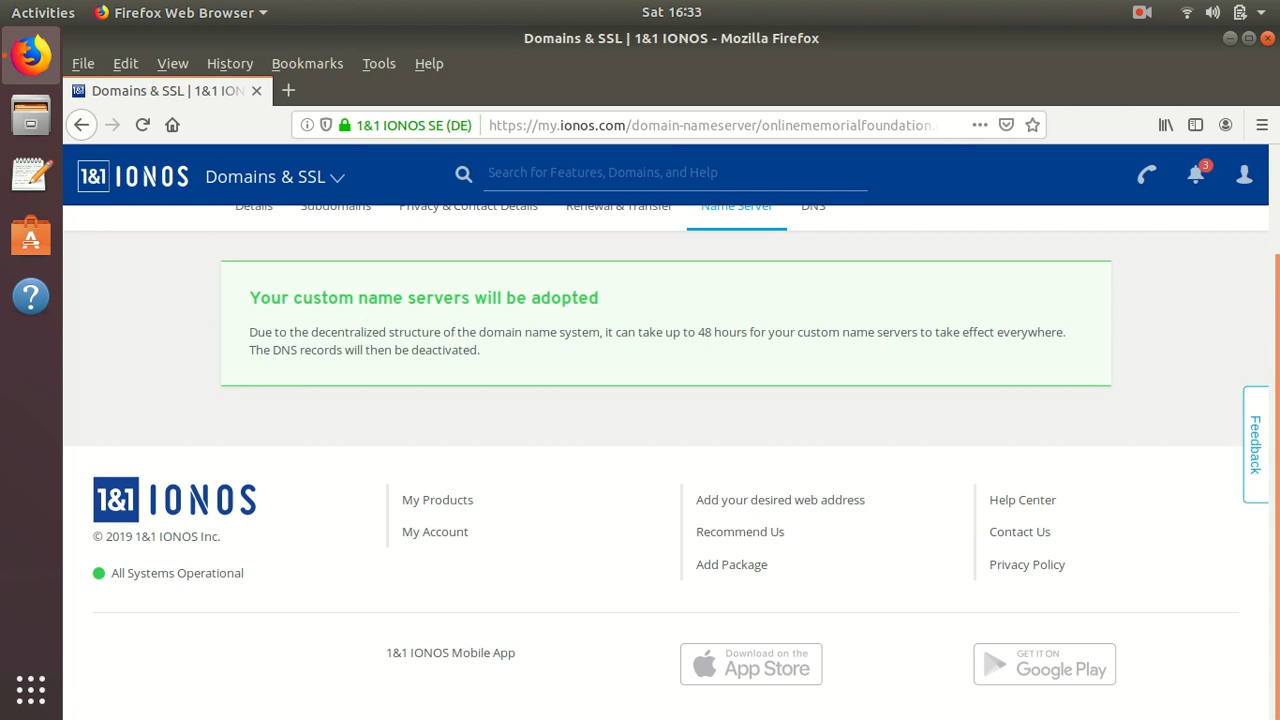 Activities
Firefox Web Browser
Sat 16:33
Domains & SSL | 1&1 IONOS - Mozilla Firefox
File Edit View History Bookmarks Tools Help
Domains & SSL | 1&1 ION
1&1 IONOS SE (DE)
https://my.ionos.com/domain-nameserver/onlinememorialfoundation.
1&1 IONOS
Domains & SSL
Search for Features, Domains, and Help
3
Details Subdomains Privacy & Contact Details Renewal & Transfer Name Server DNS
Your custom name servers will be adopted
Due to the decentralized structure of the domain name system, it can take up to 48 hours for your custom name servers to take effect everywhere.
The DNS records will then be deactivated.
Feedback
1&1 IONOS
© 2019 1&1 IONOS Inc.
All Systems Operational
My Products
My Account
Add your desired web address
Recommend Us
Add Package
Help Center
Contact Us
Privacy Policy
1&1 IONOS Mobile App
Download on the
App Store
GET IT ON
Google Play